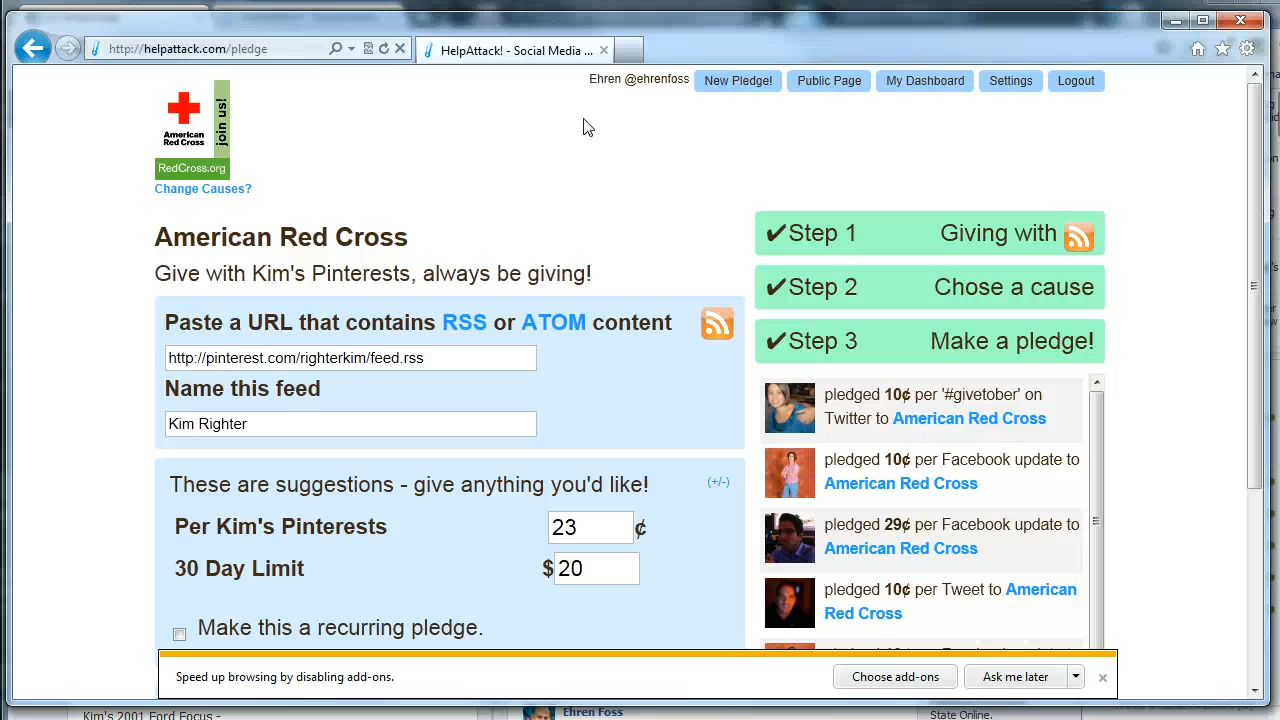 http://helpattack.com/pledge
HelpAttack! - Social Media ...
Ehren @ehrenfoss
New Pledge!
Public Page
My Dashboard
Settings
Logout
American
Red Cross
join us!
RedCross.org
Change Causes?
American Red Cross
Give with Kim's Pinterests, always be giving!
Paste a URL that contains RSS or ATOM content
http://pinterest.com/righterkim/feed.rss
Name this feed
Kim Righter
These are suggestions - give anything you'd like!
(+/-)
Per Kim's Pinterests 23 ¢
30 Day Limit $ 20
Make this a recurring pledge.
✔Step 1 Giving with
✔Step 2 Chose a cause
✔Step 3 Make a pledge!
pledged 10¢ per '#givetober' on
Twitter to American Red Cross
pledged 10¢ per Facebook update to
American Red Cross
pledged 29¢ per Facebook update to
American Red Cross
pledged 10¢ per Tweet to American
Red Cross
Speed up browsing by disabling add-ons.
Choose add-ons
Ask me later
Kim's 2001 Ford Focus -
Ehren Foss
State Online.